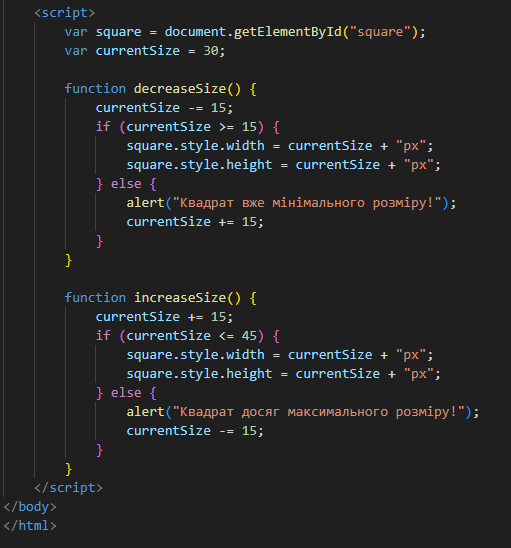 <script>
var square = document.getElementById("square");
var currentSize = 30;
function decreaseSize() {
currentSize -= 15;
if (currentSize >= 15) {
square.style.width = currentSize + "px";
square.style.height = currentSize + "px";
} else {
alert("Квадрат вже мінімального розміру!");
currentSize += 15;
}
}
function increaseSize() {
currentSize += 15;
if (currentSize <= 45) {
square.style.width = currentSize + "px";
square.style.height = currentSize + "px";
} else {
alert("Квадрат досяг максимального розміру!");
currentSize -= 15;
}
}
</script>
</body>
</html>